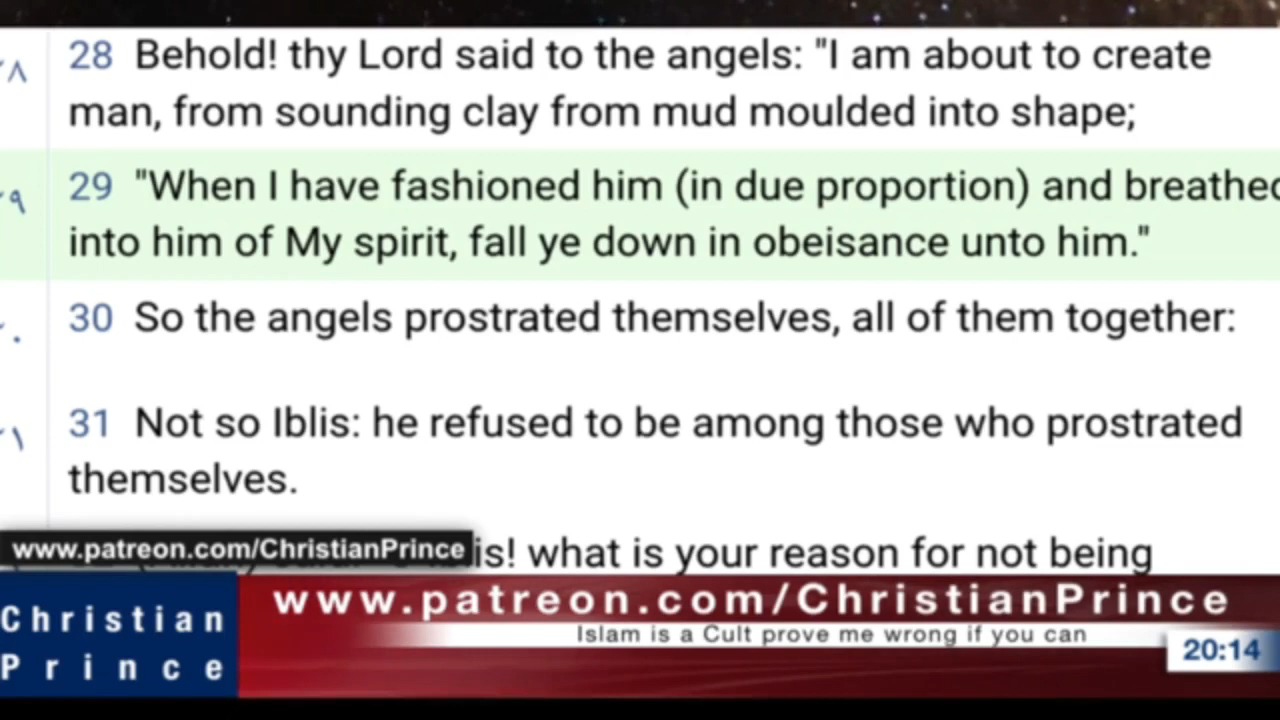 28 Behold! thy Lord said to the angels: "I am about to create
man, from sounding clay from mud moulded into shape;
29 "When I have fashioned him (in due proportion) and breathed
into him of My spirit, fall ye down in obeisance unto him."
30 So the angels prostrated themselves, all of them together:
31 Not so Iblis: he refused to be among those who prostrated
themselves.
what is your reason for not being
www.patreon.com/ChristianPrince
www.patreon.com/ChristianPrince
Islam is a Cult prove me wrong if you can
Christian
Prince
20:14